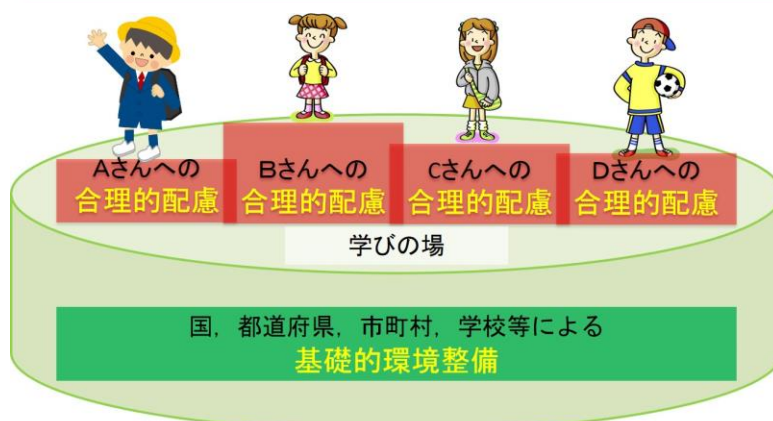 Aさんへの
合理的配慮
Bさんへの
合理的配慮
Cさんへの
合理的配慮
Dさんへの
合理的配慮
学びの場
国，都道府県，市町村，学校等による
基礎的環境整備